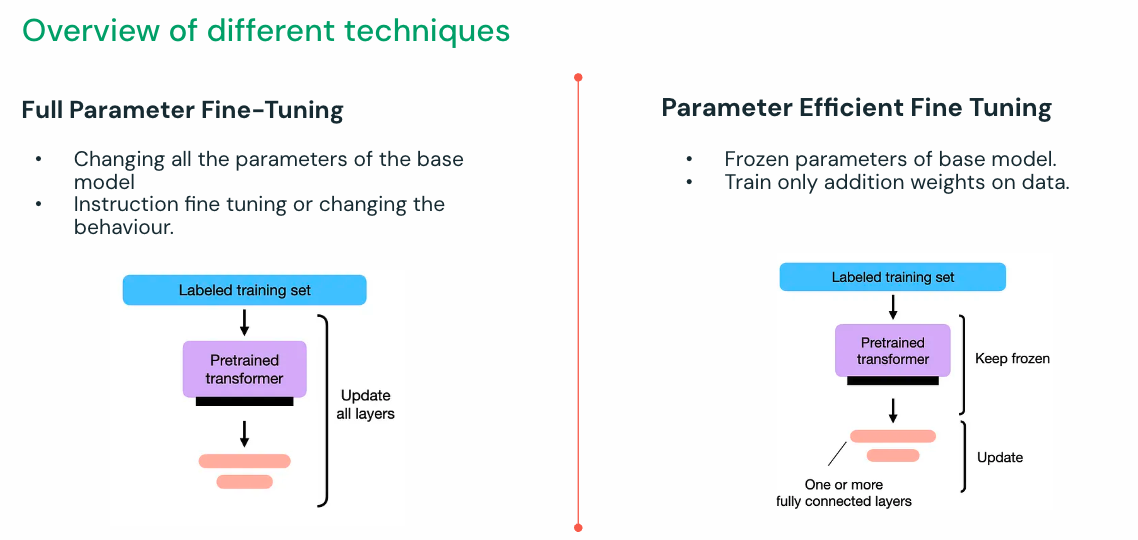 Overview of different techniques
Full Parameter Fine-Tuning
• Changing all the parameters of the base
model
• Instruction fine tuning or changing the
behaviour.
Labeled training set
Pretrained
transformer
Update
all layers
Parameter Efficient Fine Tuning
• Frozen parameters of base model.
• Train only addition weights on data.
Labeled training set
Pretrained
transformer
Keep frozen
Update
One or more
fully connected layers